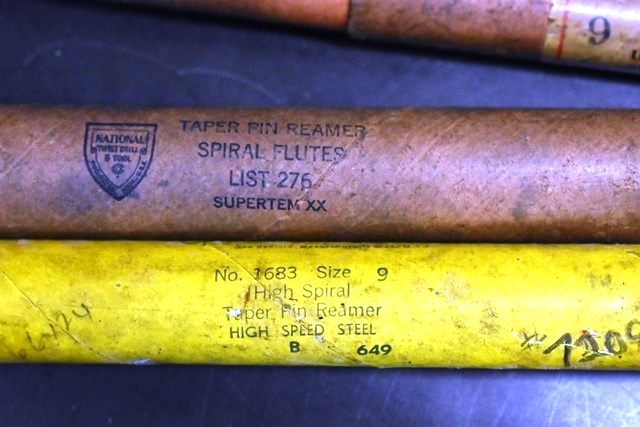 9
NATIONAL
TWIST DRILL
& TOOL
TAPER PIN REAMER
SPIRAL FLUTES
LIST 276
SUPERTEM XX
No. 1683 Size 9
High Spiral
Taper Pin Reamer
HIGH SPEED STEEL
B 649